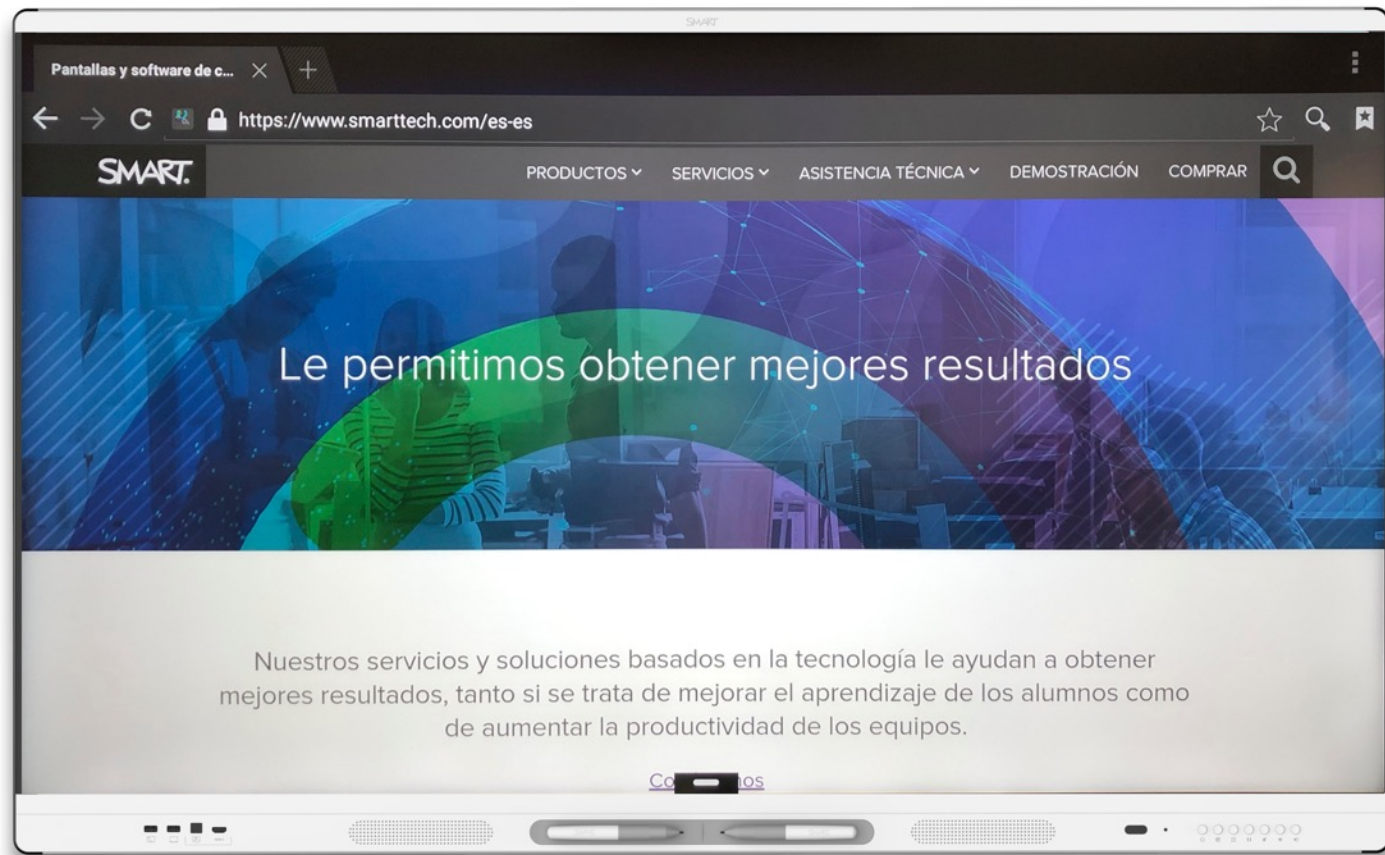 SMART
Pantallas y software de c...
https://www.smarttech.com/es-es
SMART.
PRODUCTOS SERVICIOS ASISTENCIA TÉCNICA DEMOSTRACIÓN COMPRAR
Le permitimos obtener mejores resultados
Nuestros servicios y soluciones basados en la tecnología le ayudan a obtener
mejores resultados, tanto si se trata de mejorar el aprendizaje de los alumnos como
de aumentar la productividad de los equipos.